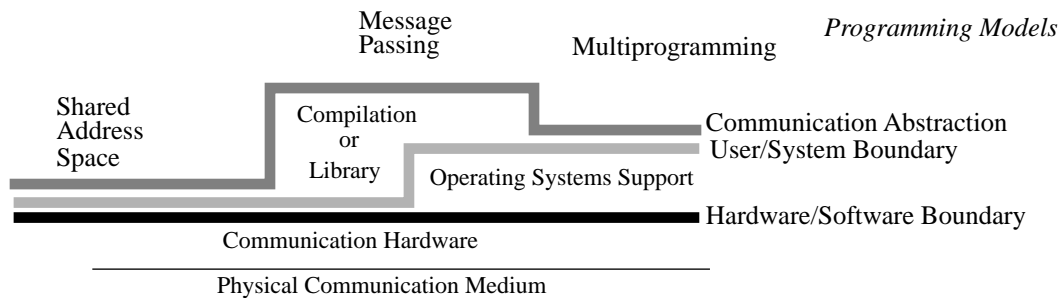 Message
Passing
Multiprogramming
Programming Models
Shared
Address
Space
Compilation
or
Library
Communication Abstraction
User/System Boundary
Operating Systems Support
Hardware/Software Boundary
Communication Hardware
Physical Communication Medium